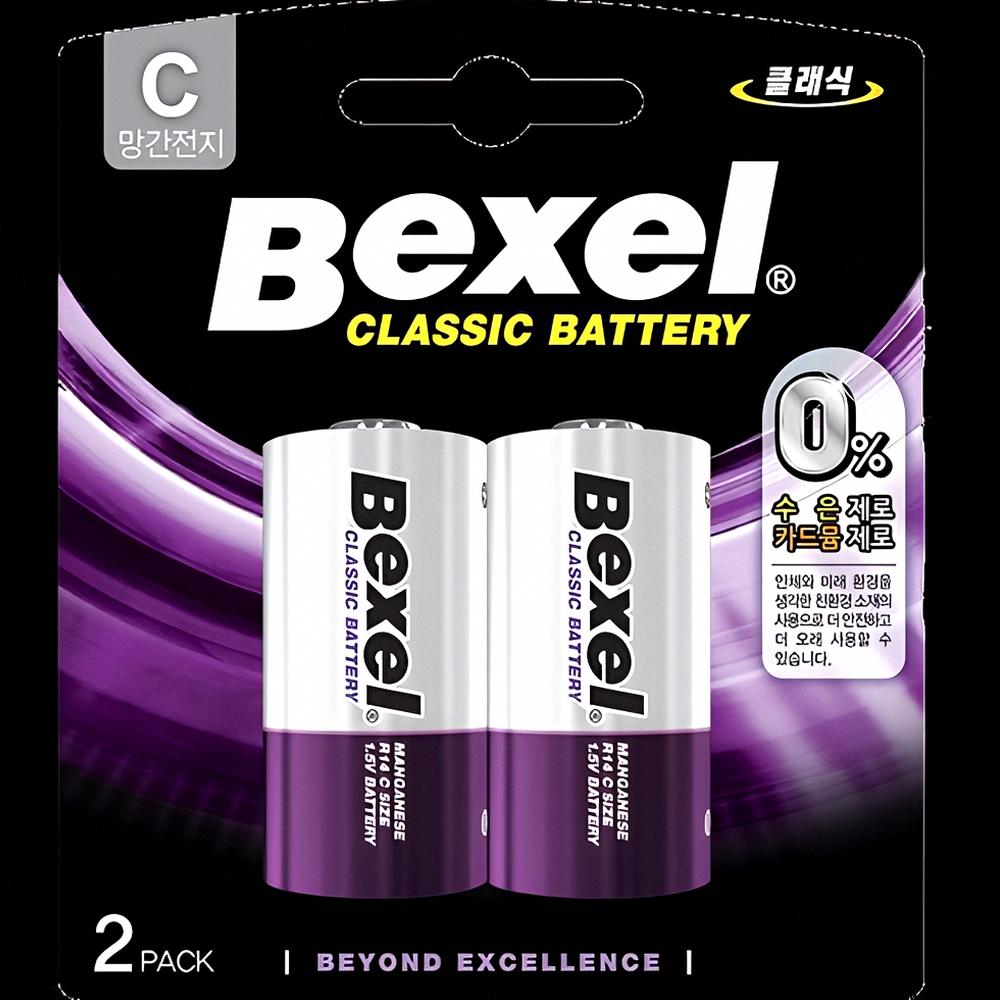 C
망간전지
클래식
Bexel®
CLASSIC BATTERY
0%
수은 제로
카드뮴 제로
인체와 미래 환경을
생각한 친환경 소재의
사용으로 더 안전하고
더 오래 사용할 수
있습니다.
Bexel®
CLASSIC BATTERY
MANGANESE
R14 C SIZE
1.5V BATTERY
Bexel®
CLASSIC BATTERY
MANGANESE
R14 C SIZE
1.5V BATTERY
2 PACK
| BEYOND EXCELLENCE |